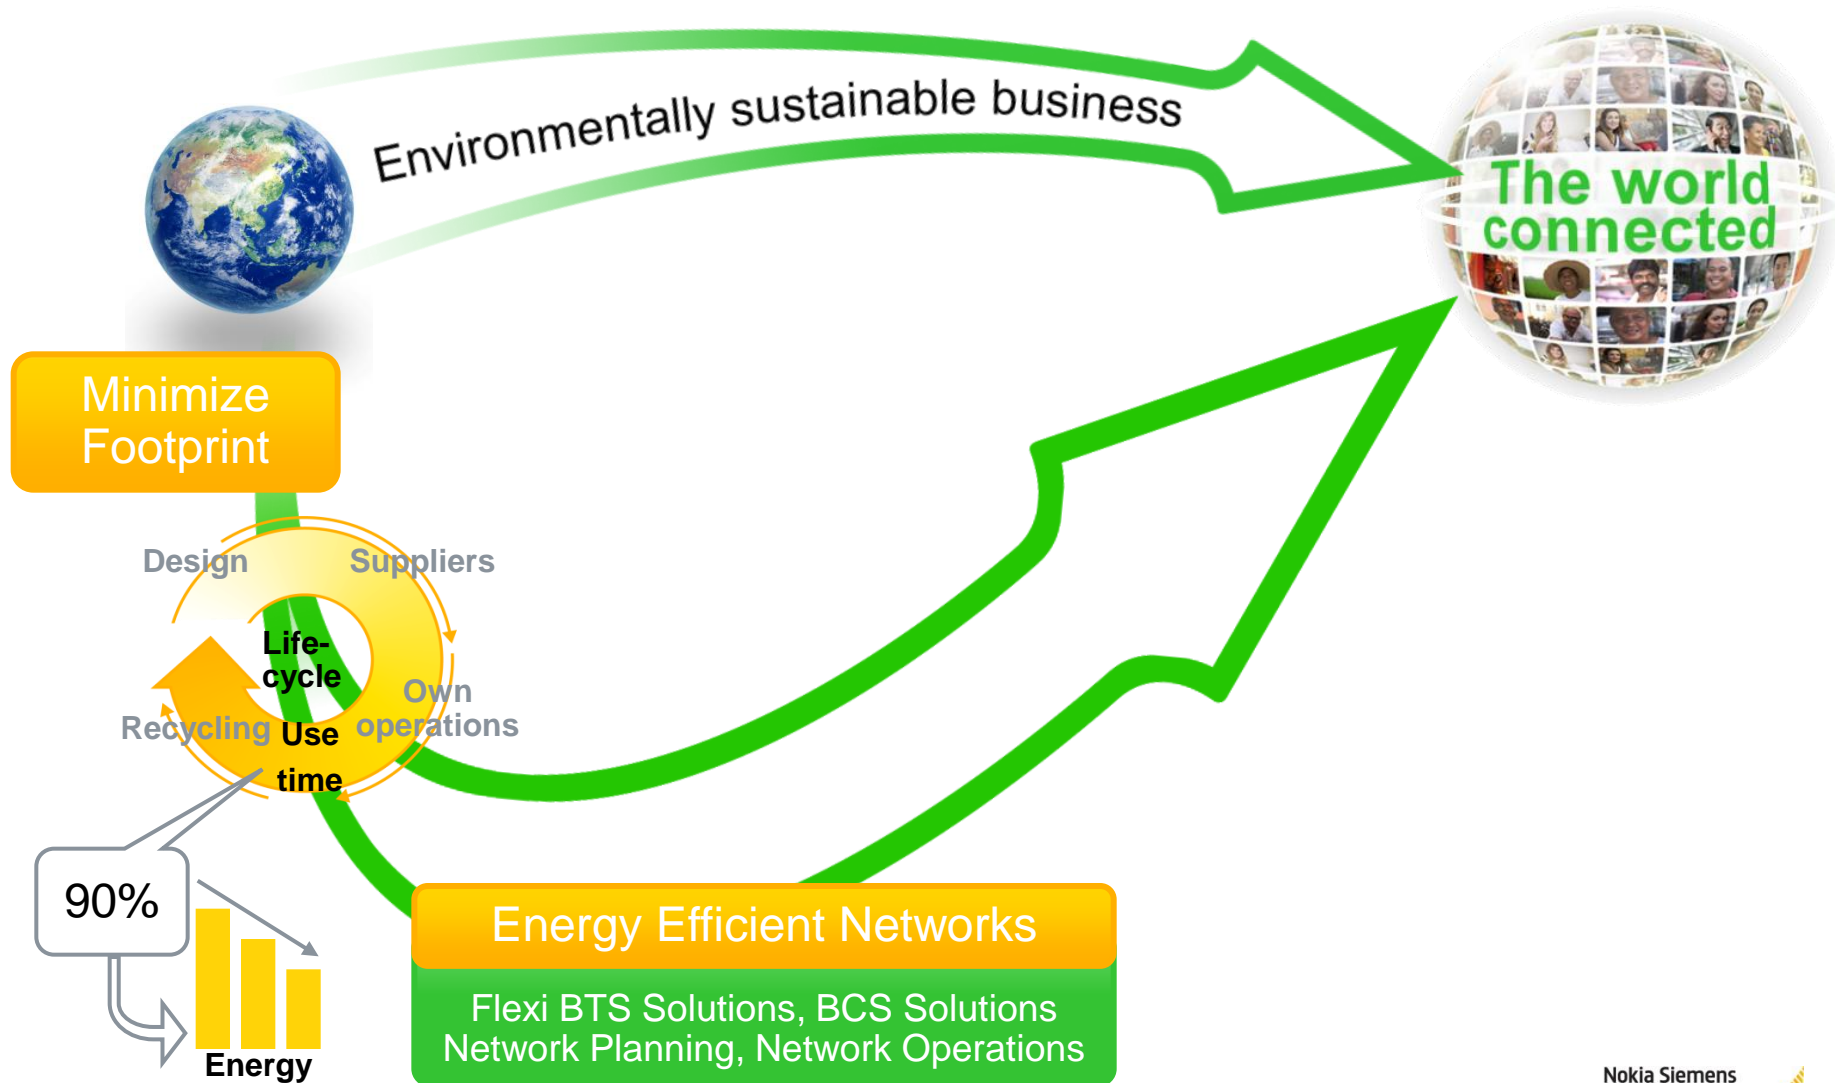 Environmentally sustainable business
The world
connected
Minimize
Footprint
Design
Suppliers
Life-
cycle
Own
operations
Recycling
Use
time
90%
Energy
Energy Efficient Networks
Flexi BTS Solutions, BCS Solutions
Network Planning, Network Operations
Nokia Siemens